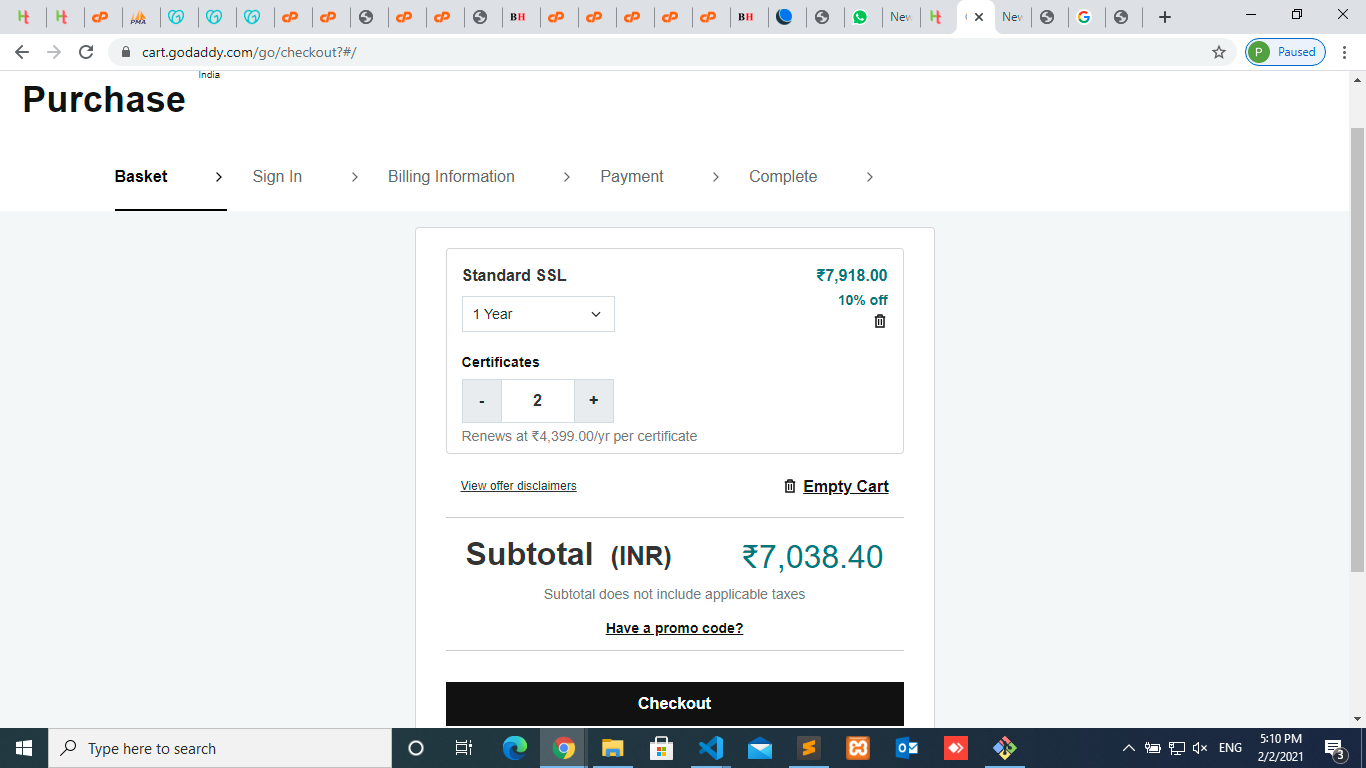 PMA
BH
BH
New
New
cart.godaddy.com/go/checkout?#/
P Paused
India
Purchase
Basket
Sign In
Billing Information
Payment
Complete
Standard SSL
₹7,918.00
10% off
1 Year
Certificates
- 2 +
Renews at ₹4,399.00/yr per certificate
View offer disclaimers
Empty Cart
Subtotal (INR) ₹7,038.40
Subtotal does not include applicable taxes
Have a promo code?
Checkout
Type here to search
ENG
5:10 PM
2/2/2021
3